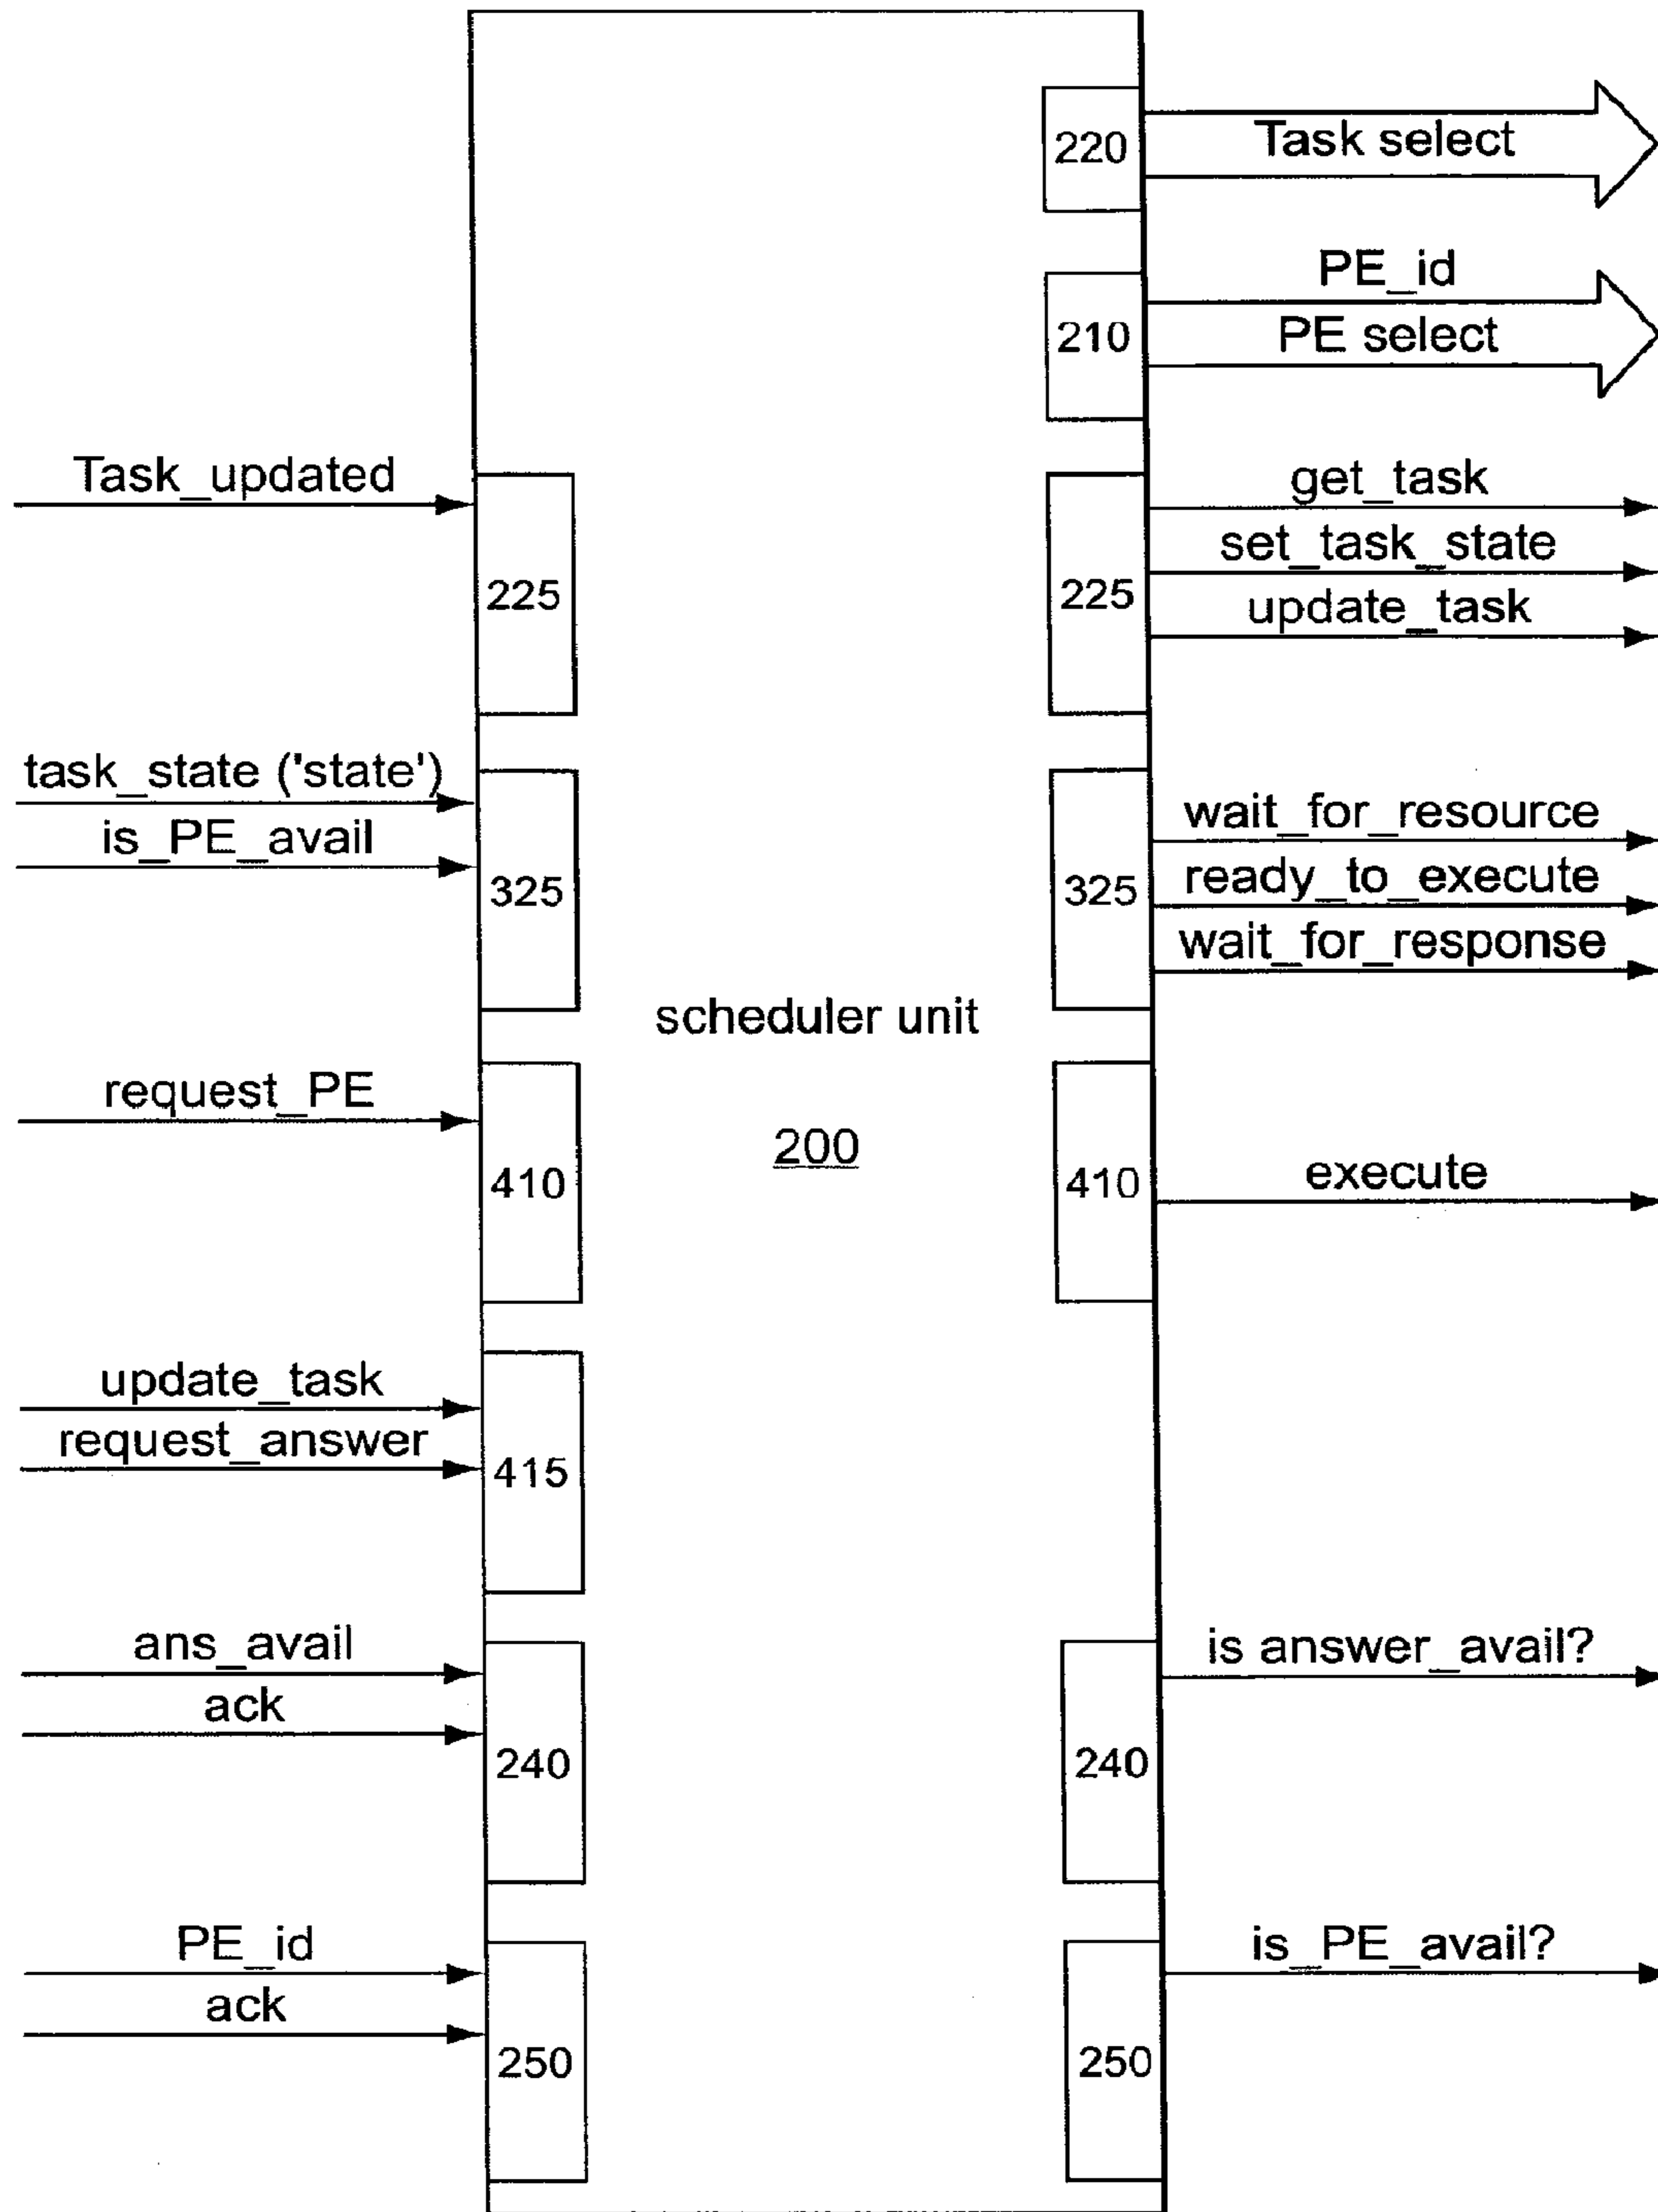 220
Task select
PE_id
210
PE select
Task_updated
get_task
set_task_state
225
225
update_task
task_state ('state')
is_PE_avail
wait_for_resource
325
325
ready_to_execute
wait_for_response
scheduler unit
request_PE
200
410
410
execute
update_task
request_answer
415
ans_avail
is answer_avail?
ack
240
240
PE_id
is_PE_avail?
ack
250
250